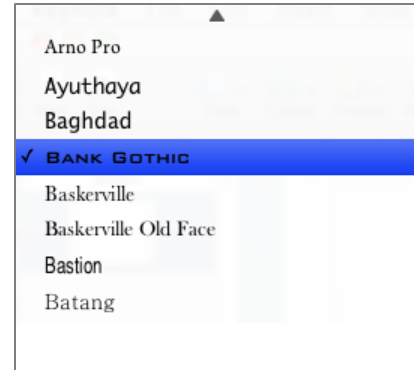 Arno Pro
Ayuthaya
Baghdad
✓ Bank Gothic
Baskerville
Baskerville Old Face
Bastion
Batang